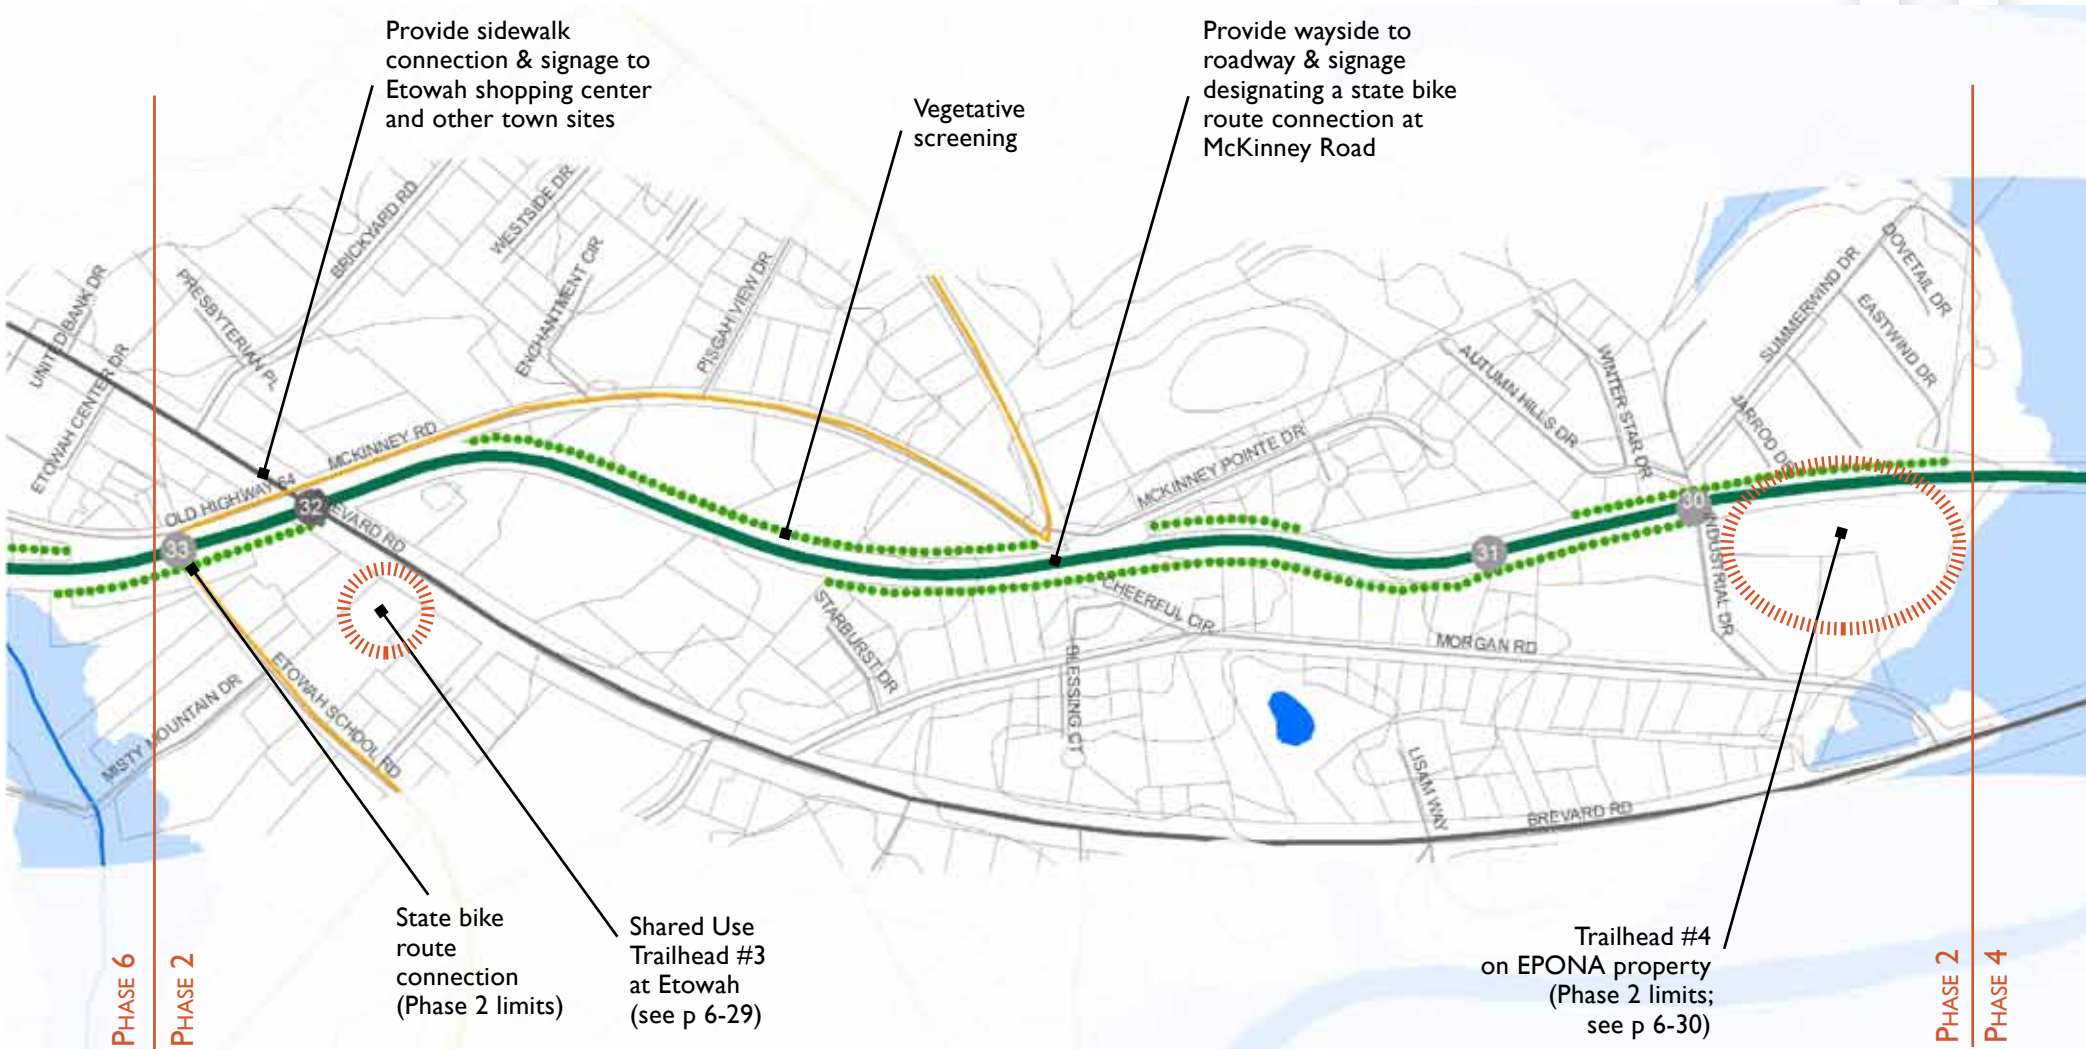 Provide sidewalk
connection & signage to
Etowah shopping center
and other town sites
Vegetative
screening
Provide wayside to
roadway & signage
designating a state bike
route connection at
McKinney Road
UNITED BANK DR
ETOWAH CENTER DR
PRESBYTERIAN PL
BRICKYARD RD
WESTSIDE DR
ENCHANTMENT CIR
PISGAH VIEW DR
MCKINNEY RD
OLD HIGHWAY 64
33
32
EVARD RD
MISTY MOUNTAIN DR
ETOWAH SCHOOL RD
STARBURST DR
CHEERFUL CIR
BLESSING CT
MCKINNEY POINTE DR
AUTUMN HILLS DR
WINTER STAR DR
SUMMERWIND DR
DOVETAIL DR
EASTWIND DR
JARROD DR
30
31
INDUSTRIAL DR
MORGAN RD
LISAM WAY
BREVARD RD
State bike
route
connection
(Phase 2 limits)
Shared Use
Trailhead #3
at Etowah
(see p 6-29)
Trailhead #4
on EPONA property
(Phase 2 limits;
see p 6-30)
PHASE 6
PHASE 2
PHASE 2
PHASE 4